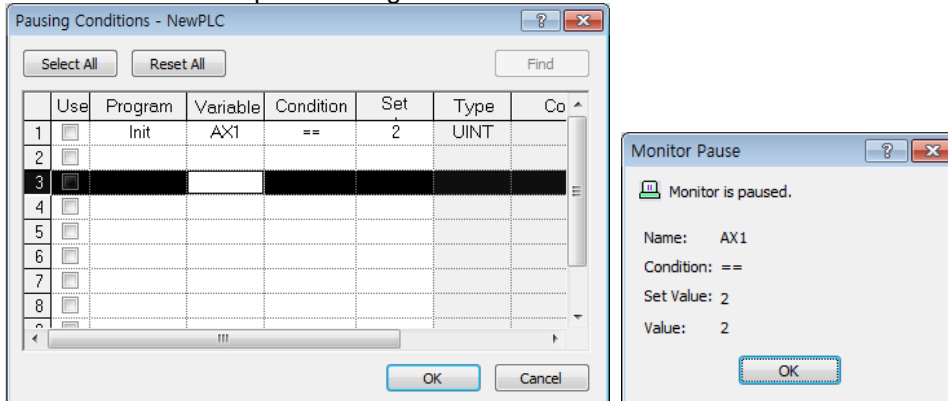 Pausing Conditions - NewPLC
Select All
Reset All
Find
Use Program Variable Condition Set Type Co
1 Init AX1 == 2 UINT
2
3
4
5
6
7
8
Monitor Pause
Monitor is paused.
Name: AX1
Condition: ==
Set Value: 2
Value: 2
OK
OK Cancel